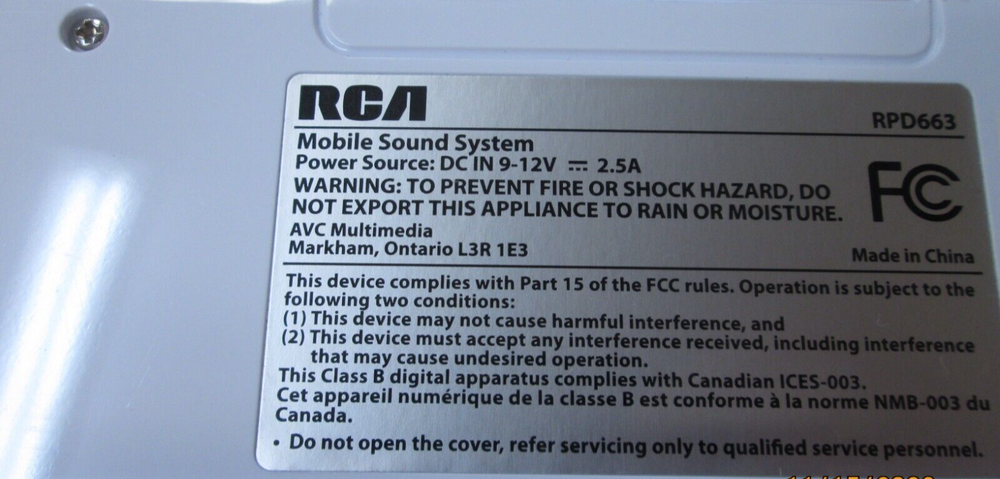 RCA
RPD663
Mobile Sound System
Power Source: DC IN 9-12V ⎓ 2.5A
WARNING: TO PREVENT FIRE OR SHOCK HAZARD, DO
NOT EXPORT THIS APPLIANCE TO RAIN OR MOISTURE.
FC
AVC Multimedia
Markham, Ontario L3R 1E3
Made in China
This device complies with Part 15 of the FCC rules. Operation is subject to the
following two conditions:
(1) This device may not cause harmful interference, and
(2) This device must accept any interference received, including interference
that may cause undesired operation.
This Class B digital apparatus complies with Canadian ICES-003.
Cet appareil numérique de la classe B est conforme à la norme NMB-003 du
Canada.
• Do not open the cover, refer servicing only to qualified service personnel.